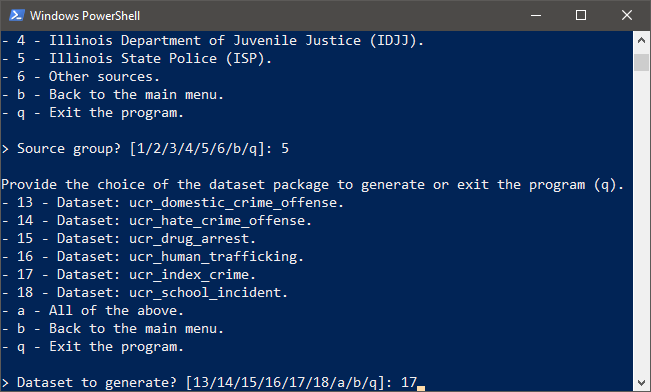 Windows PowerShell
- 4 - Illinois Department of Juvenile Justice (IDJJ).
- 5 - Illinois State Police (ISP).
- 6 - Other sources.
- b - Back to the main menu.
- q - Exit the program.
> Source group? [1/2/3/4/5/6/b/q]: 5
Provide the choice of the dataset package to generate or exit the program (q).
- 13 - Dataset: ucr_domestic_crime_offense.
- 14 - Dataset: ucr_hate_crime_offense.
- 15 - Dataset: ucr_drug_arrest.
- 16 - Dataset: ucr_human_trafficking.
- 17 - Dataset: ucr_index_crime.
- 18 - Dataset: ucr_school_incident.
- a - All of the above.
- b - Back to the main menu.
- q - Exit the program.
> Dataset to generate? [13/14/15/16/17/18/a/b/q]: 17